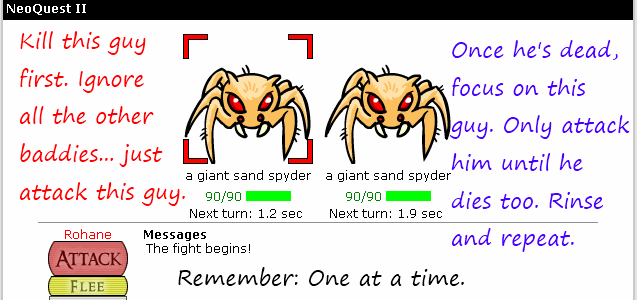 NeoQuest II
Kill this guy
first. Ignore
all the other
baddies... just
attack this guy.
Once he's dead,
focus on this
guy. Only attack
him until he
dies too. Rinse
and repeat.
a giant sand spyder
90/90
Next turn: 1.2 sec
a giant sand spyder
90/90
Next turn: 1.9 sec
Rohane
ATTACK
FLEE
Messages
The fight begins!
Remember: One at a time.